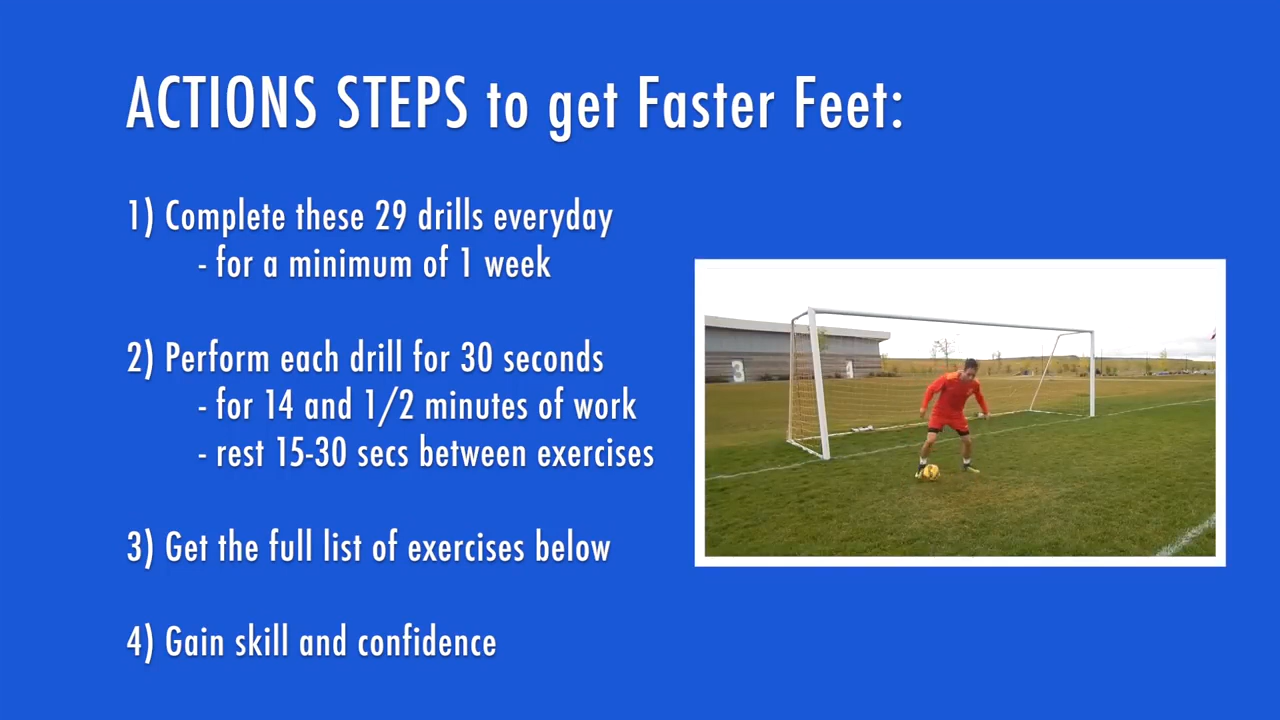 ACTIONS STEPS to get Faster Feet:
1) Complete these 29 drills everyday
- for a minimum of 1 week
2) Perform each drill for 30 seconds
- for 14 and 1/2 minutes of work
- rest 15-30 secs between exercises
3) Get the full list of exercises below
4) Gain skill and confidence
3
4